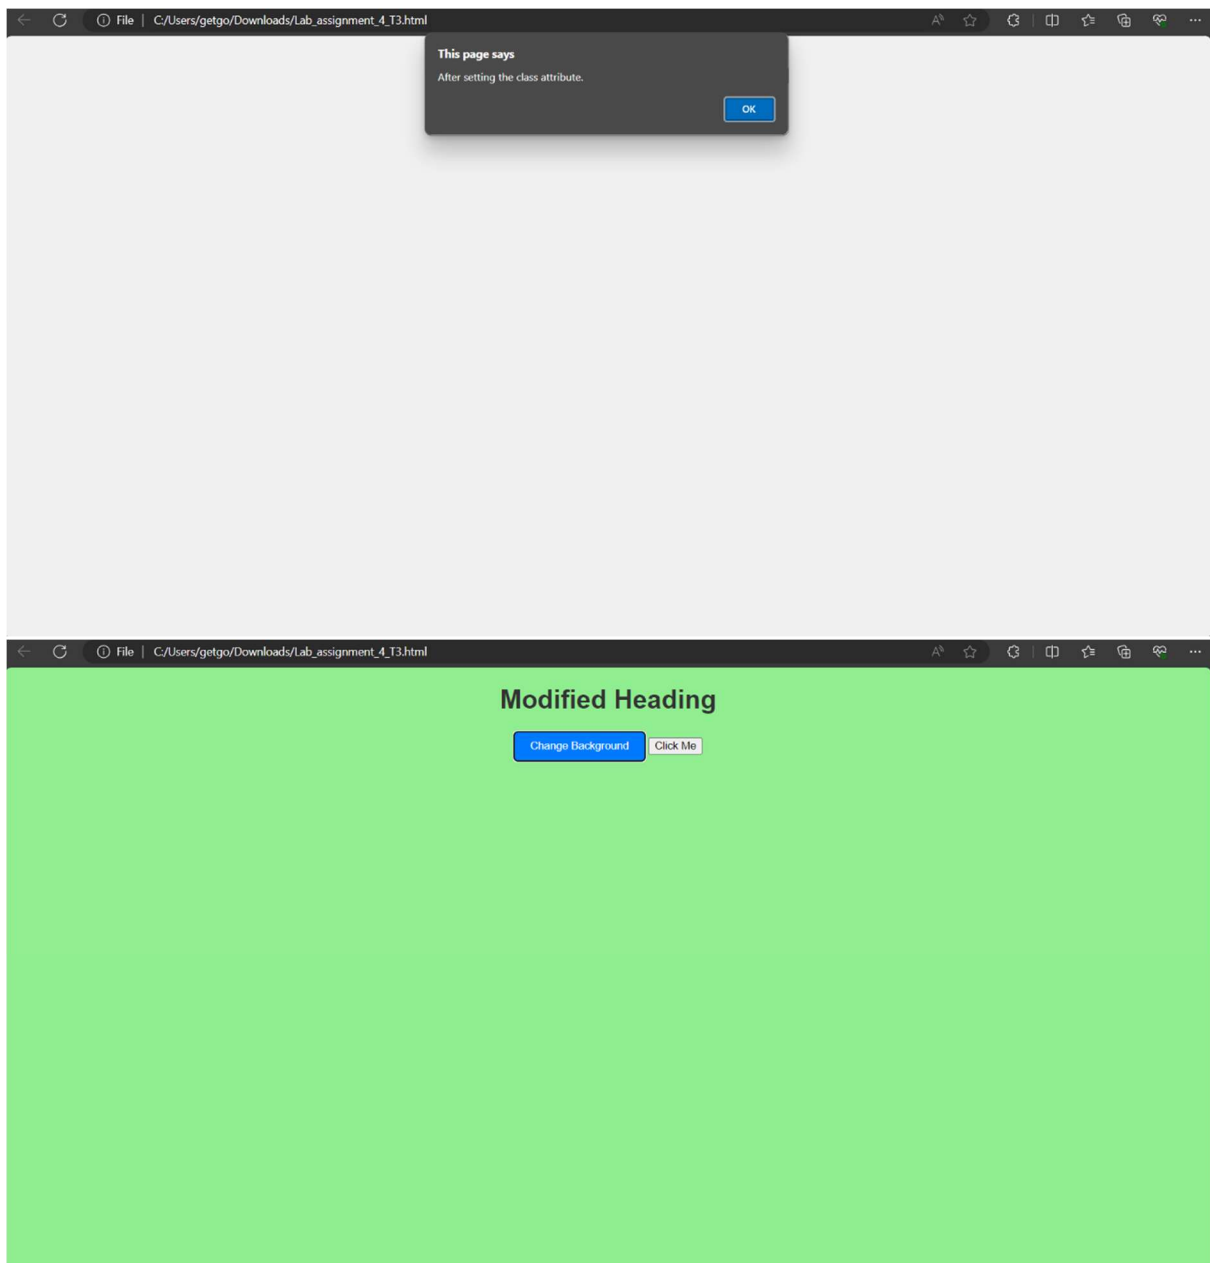 File | C:/Users/getgo/Downloads/Lab_assignment_4_T3.html
This page says
After setting the class attribute.
OK
File | C:/Users/getgo/Downloads/Lab_assignment_4_T3.html
Modified Heading
Change Background Click Me